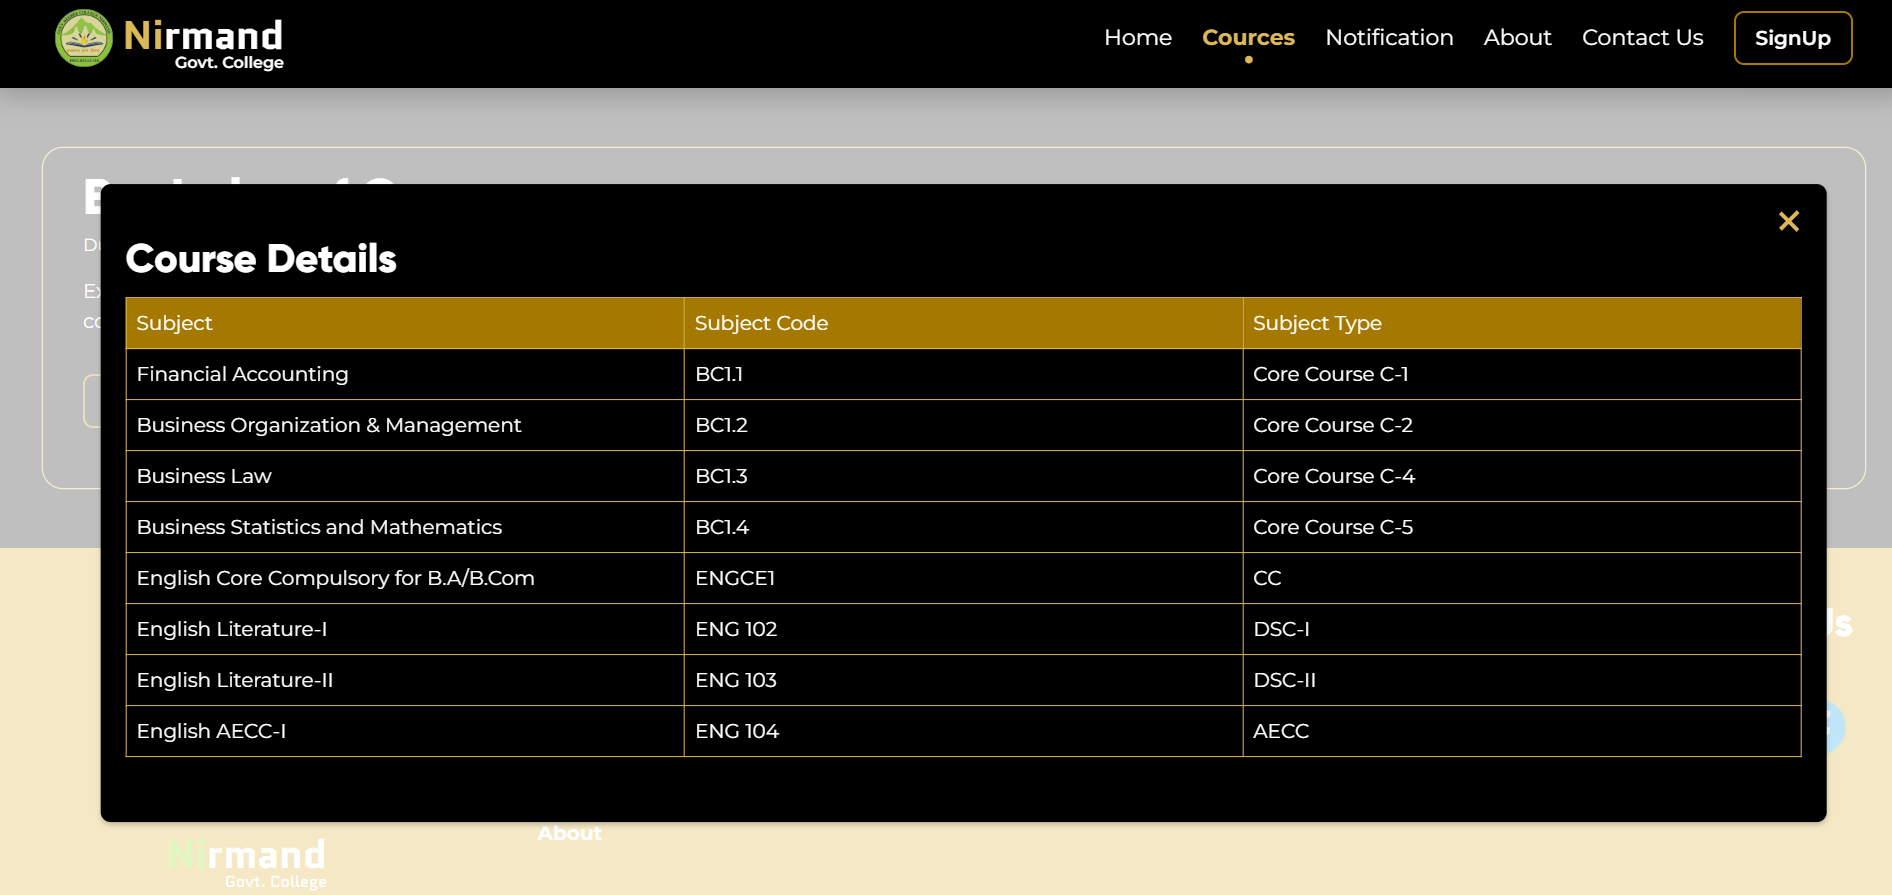 Nirmand
Govt. College
Home Cources Notification About Contact Us SignUp
Course Details
Subject Subject Code Subject Type
Financial Accounting BC1.1 Core Course C-1
Business Organization & Management BC1.2 Core Course C-2
Business Law BC1.3 Core Course C-4
Business Statistics and Mathematics BC1.4 Core Course C-5
English Core Compulsory for B.A/B.Com ENGCE1 CC
English Literature-I ENG 102 DSC-I
English Literature-II ENG 103 DSC-II
English AECC-I ENG 104 AECC
About
Nirmand
Govt. College